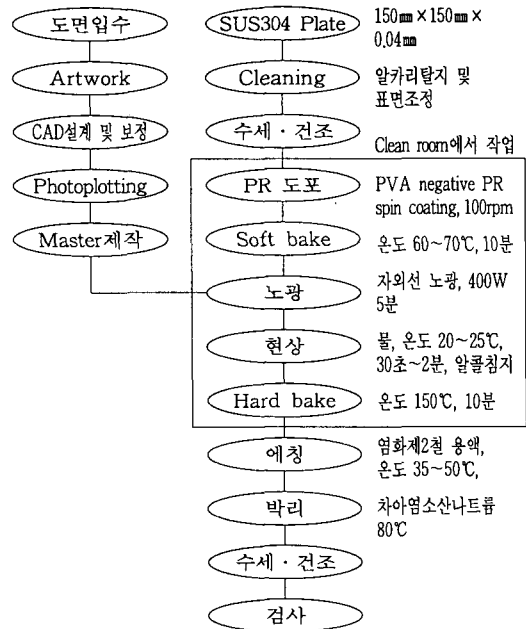 도면입수
Artwork
CAD설계 및 보정
Photoplotting
Master제작
SUS304 Plate
150㎜×150㎜×
0.04㎜
Cleaning
알카리탈지 및
표면조정
수세 · 건조
Clean room에서 작업
PR 도포
PVA negative PR
spin coating, 100rpm
Soft bake
온도 60~70℃, 10분
노광
자외선 노광, 400W
5분
현상
물, 온도 20~25℃,
30초~2분, 알콜침지
Hard bake
온도 150℃, 10분
에칭
염화제2철 용액,
온도 35~50℃,
박리
차아염소산나트륨
80℃
수세 · 건조
검사